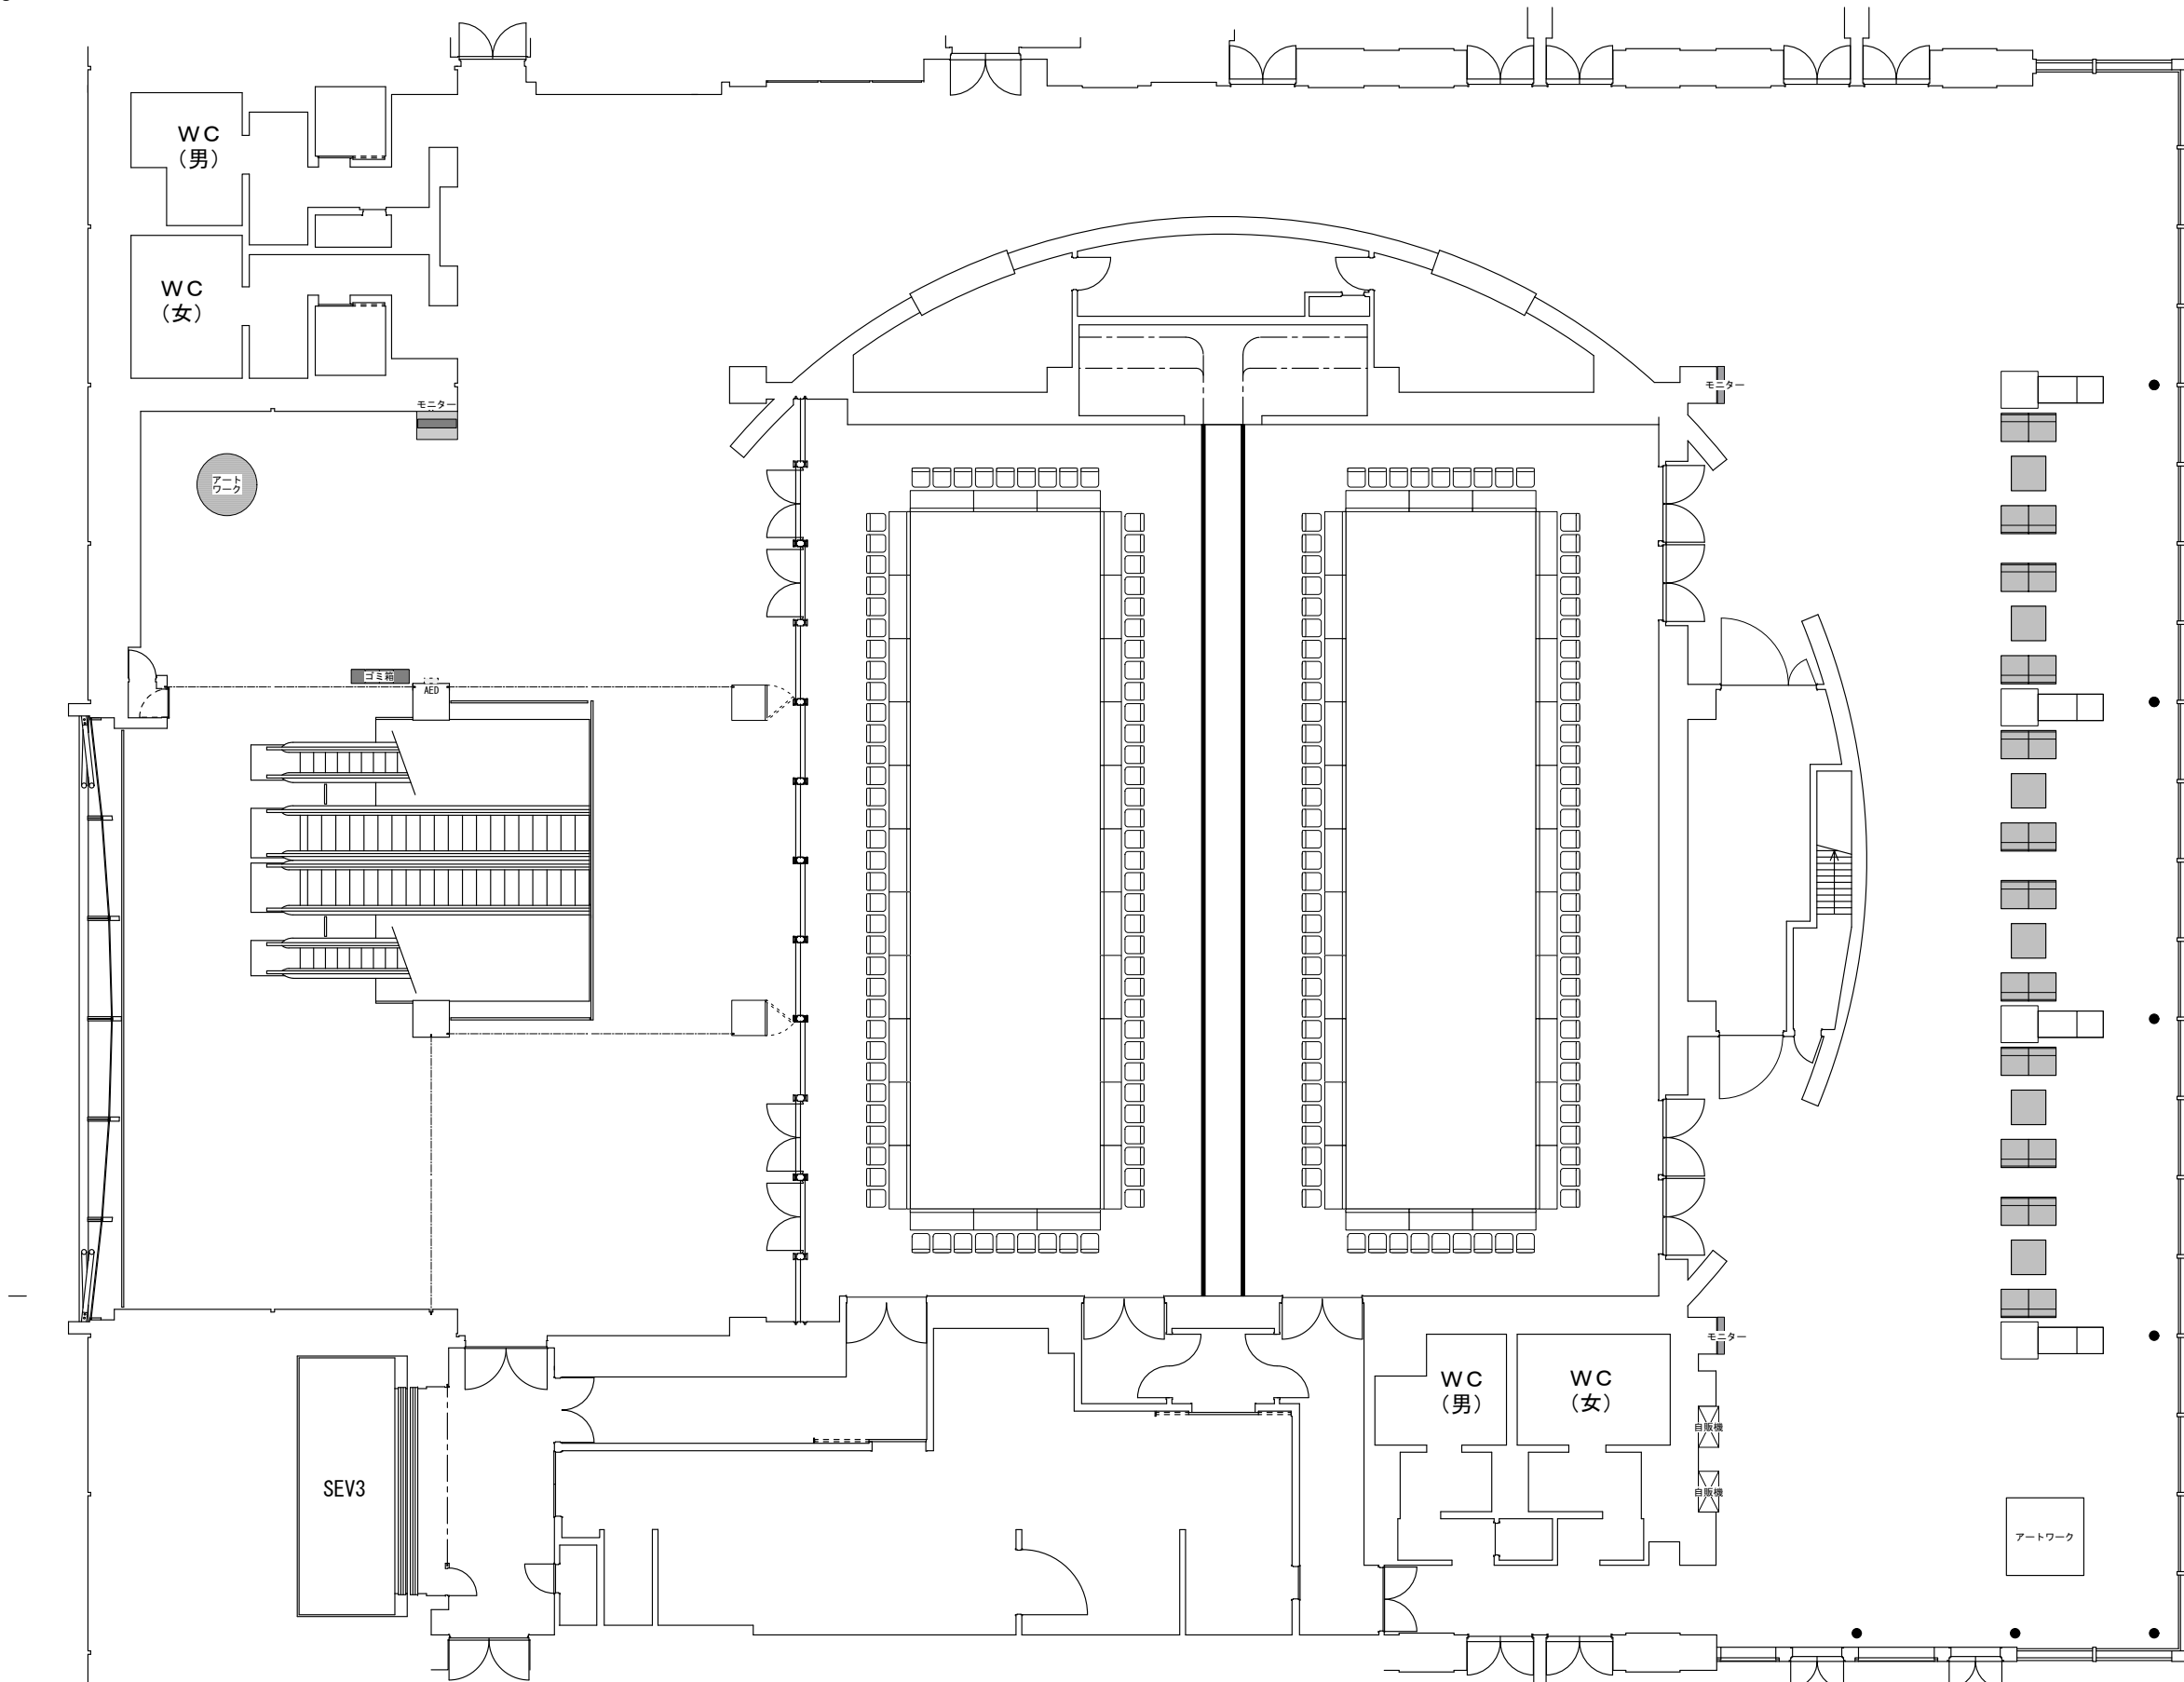 WC
(男)
WC
(女)
モニター
モニター
アート
ワーク
ゴミ箱
AED
モニター
WC
(男)
WC
(女)
自販機
SEV3
自販機
アートワーク